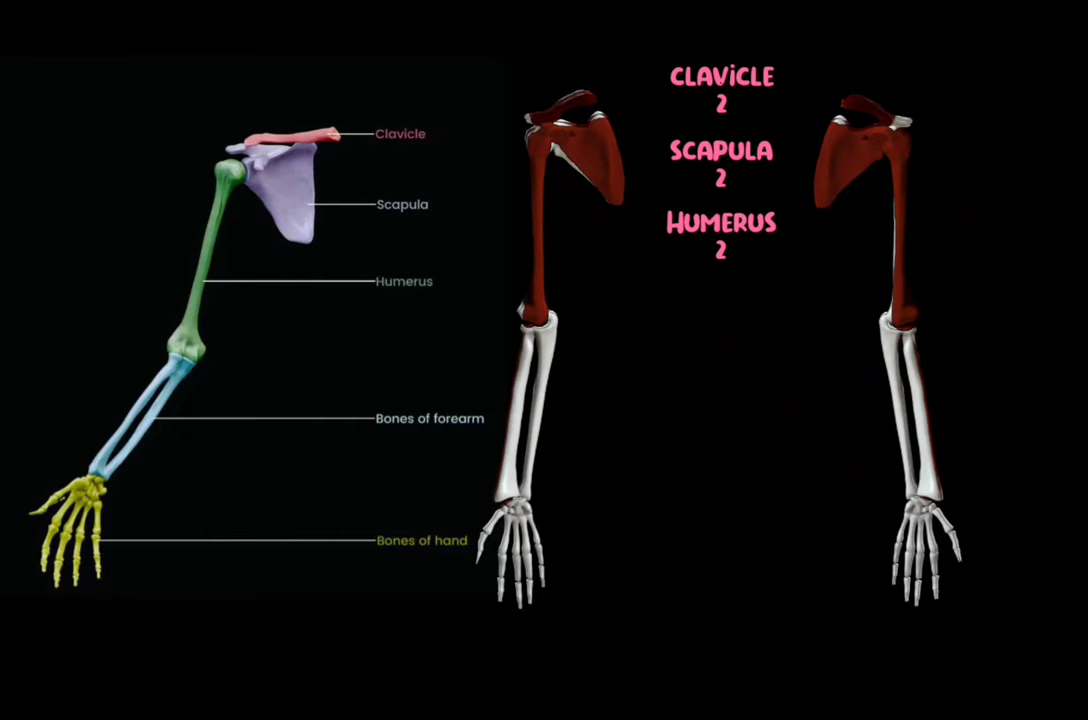 Clavicle
Scapula
Humerus
Bones of forearm
Bones of hand
CLAViCLE
2
SCAPULA
2
HUMERUS
2